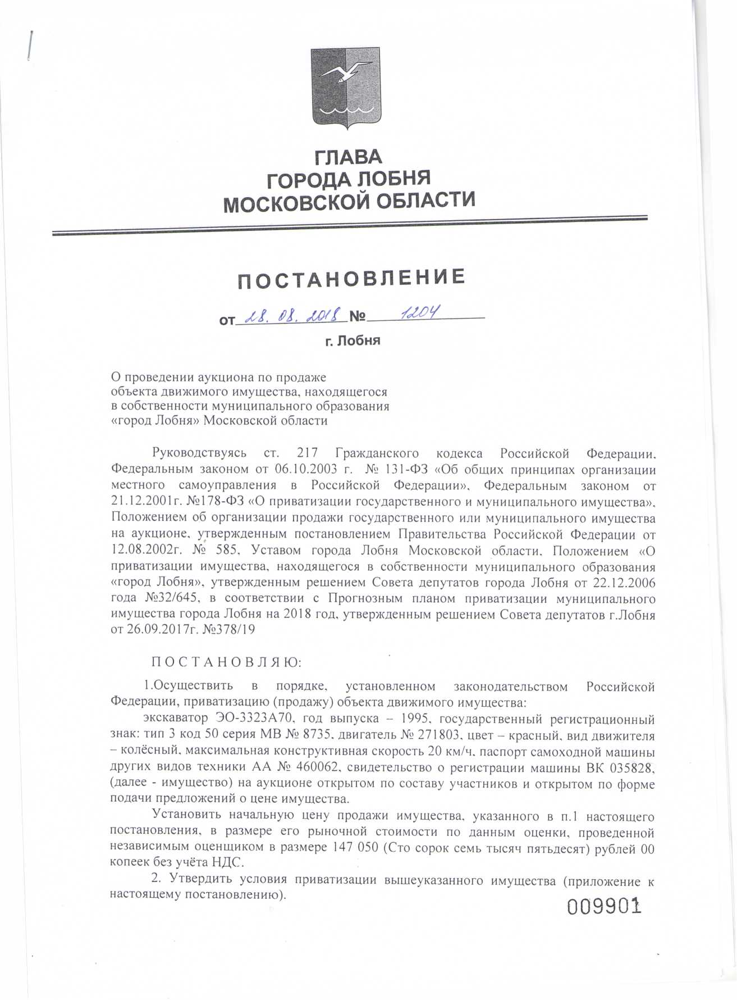 ГЛАВА
ГОРОДА ЛОБНЯ
МОСКОВСКОЙ ОБЛАСТИ
ПОСТАНОВЛЕНИЕ
от 28.08.2018 № 1204
г. Лобня
О проведении аукциона по продаже
объекта движимого имущества, находящегося
в собственности муниципального образования
«город Лобня» Московской области
Руководствуясь ст. 217 Гражданского кодекса Российской Федерации,
Федеральным законом от 06.10.2003 г. № 131-ФЗ «Об общих принципах организации
местного самоуправления в Российской Федерации», Федеральным законом от
21.12.2001г. №178-ФЗ «О приватизации государственного и муниципального имущества»,
Положением об организации продажи государственного или муниципального имущества
на аукционе, утвержденным постановлением Правительства Российской Федерации от
12.08.2002г. № 585, Уставом города Лобня Московской области, Положением «О
приватизации имущества, находящегося в собственности муниципального образования
«город Лобня», утвержденным решением Совета депутатов города Лобня от 22.12.2006
года №32/645, в соответствии с Прогнозным планом приватизации муниципального
имущества города Лобня на 2018 год, утвержденным решением Совета депутатов г.Лобня
от 26.09.2017г. №378/19
П О С Т А Н О В Л Я Ю:
1.Осуществить в порядке, установленном законодательством Российской
Федерации, приватизацию (продажу) объекта движимого имущества:
экскаватор ЭО-3323А70, год выпуска – 1995, государственный регистрационный
знак: тип 3 код 50 серия МВ № 8735, двигатель № 271803, цвет – красный, вид движителя
– колёсный, максимальная конструктивная скорость 20 км/ч, паспорт самоходной машины
других видов техники АА № 460062, свидетельство о регистрации машины ВК 035828,
(далее - имущество) на аукционе открытом по составу участников и открытом по форме
подачи предложений о цене имущества.
Установить начальную цену продажи имущества, указанного в п.1 настоящего
постановления, в размере его рыночной стоимости по данным оценки, проведенной
независимым оценщиком в размере 147 050 (Сто сорок семь тысяч пятьдесят) рублей 00
копеек без учёта НДС.
2. Утвердить условия приватизации вышеуказанного имущества (приложение к
настоящему постановлению).
009901